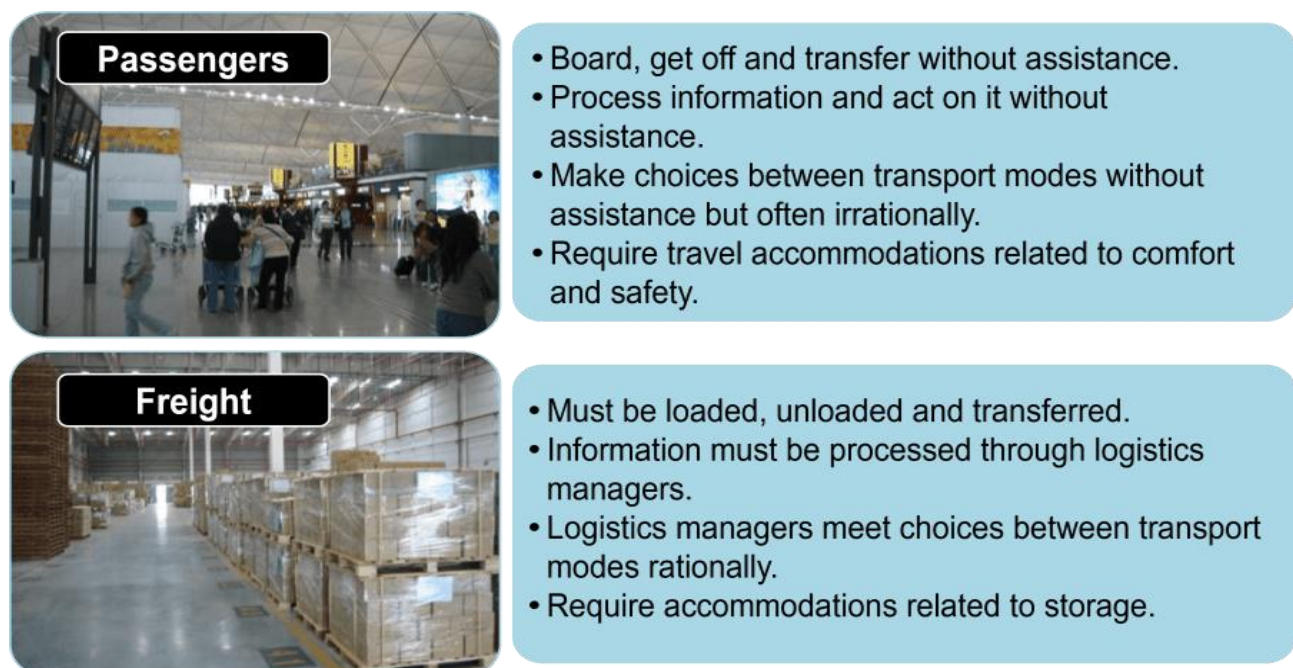 Passengers
• Board, get off and transfer without assistance.
• Process information and act on it without
assistance.
• Make choices between transport modes without
assistance but often irrationally.
• Require travel accommodations related to comfort
and safety.
Freight
• Must be loaded, unloaded and transferred.
• Information must be processed through logistics
managers.
• Logistics managers meet choices between transport
modes rationally.
• Require accommodations related to storage.